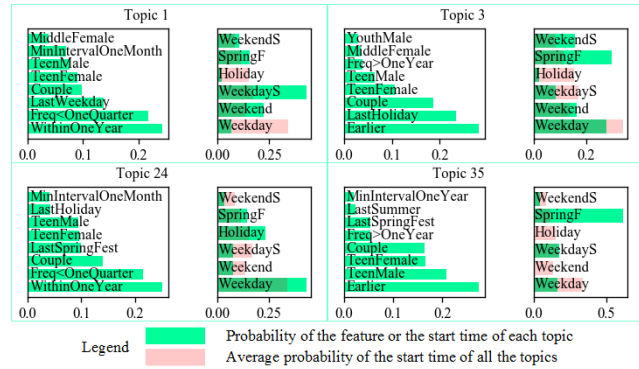 Topic 1
MiddleFemale
MinIntervalOneMonth
TeenMale
TeenFemale
Couple
LastWeekday
Freq<OneQuarter
WithinOneYear
0.0 0.1 0.2
WeekendS
SpringF
Holiday
WeekdayS
Weekend
Weekday
0.00 0.25
Topic 3
YouthMale
MiddleFemale
Freq>OneYear
TeenMale
TeenFemale
Couple
LastHoliday
Earlier
0.0 0.1 0.2
WeekendS
SpringF
Holiday
WeekdayS
Weekend
Weekday
0.0 0.2
Topic 24
MinIntervalOneMonth
LastHoliday
TeenMale
TeenFemale
LastSpringFest
Couple
Freq<OneQuarter
WithinOneYear
0.0 0.1 0.2
WeekendS
SpringF
Holiday
WeekdayS
Weekend
Weekday
0.00 0.25
Topic 35
MinIntervalOneYear
LastSummer
LastSpringFest
Freq>OneYear
Couple
TeenFemale
TeenMale
Earlier
0.0 0.1 0.2
WeekendS
SpringF
Holiday
WeekdayS
Weekend
Weekday
0.0 0.5
Legend
Probability of the feature or the start time of each topic
Average probability of the start time of all the topics